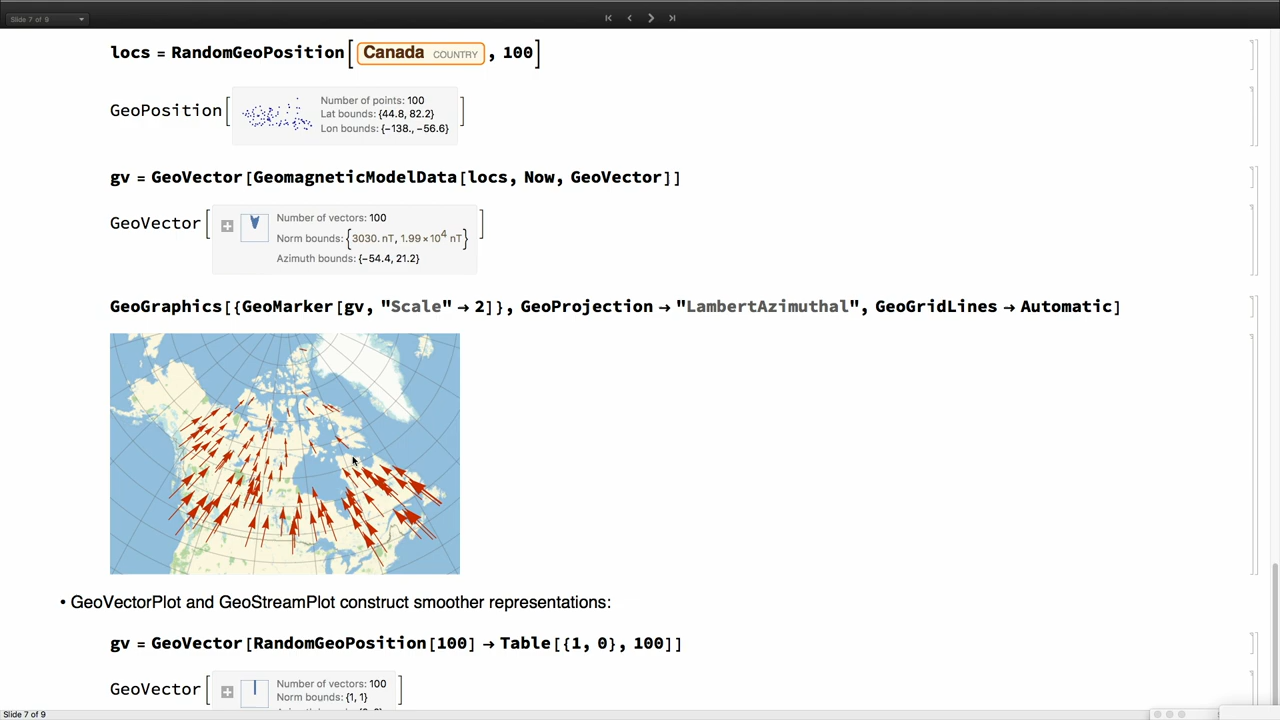 Slide 7 of 9
locs = RandomGeoPosition[Canada COUNTRY, 100]
GeoPosition[
Number of points: 100
Lat bounds: {44.8, 82.2}
Lon bounds: {−138., −56.6}
]
gv = GeoVector[GeomagneticModelData[locs, Now, GeoVector]]
GeoVector[
Number of vectors: 100
Norm bounds: {3030. nT, 1.99×10^4 nT}
Azimuth bounds: {−54.4, 21.2}
]
GeoGraphics[{GeoMarker[gv, "Scale" → 2]}, GeoProjection → "LambertAzimuthal", GeoGridLines → Automatic]
• GeoVectorPlot and GeoStreamPlot construct smoother representations:
gv = GeoVector[RandomGeoPosition[100] → Table[{1, 0}, 100]]
GeoVector[
Number of vectors: 100
Norm bounds: {1, 1}
]
Slide 7 of 9